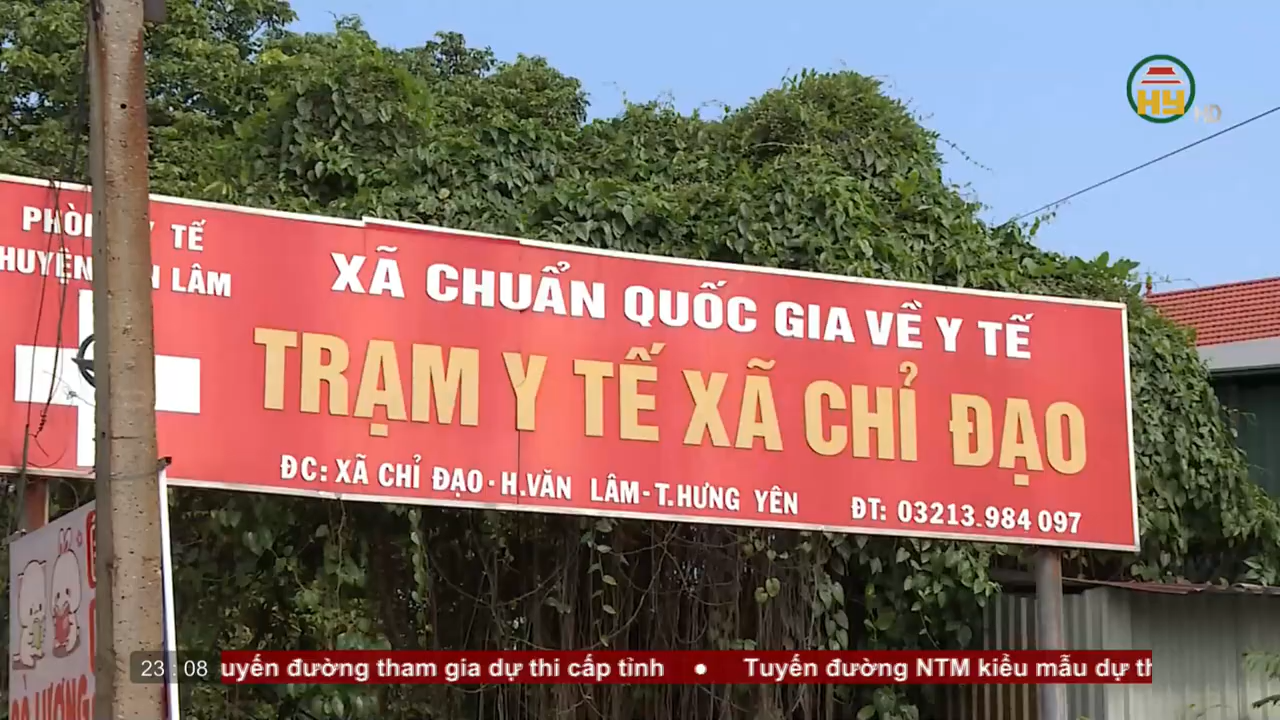 HY HD
Y TẾ
LÂM
XÃ CHUẨN QUỐC GIA VỀ Y TẾ
TRẠM Y TẾ XÃ CHỈ ĐẠO
ĐC: XÃ CHỈ ĐẠO - H.VĂN LÂM - T.HƯNG YÊN ĐT: 03213.984 097
23:08 uyến đường tham gia dự thi cấp tỉnh • Tuyến đường NTM kiểu mẫu dự th